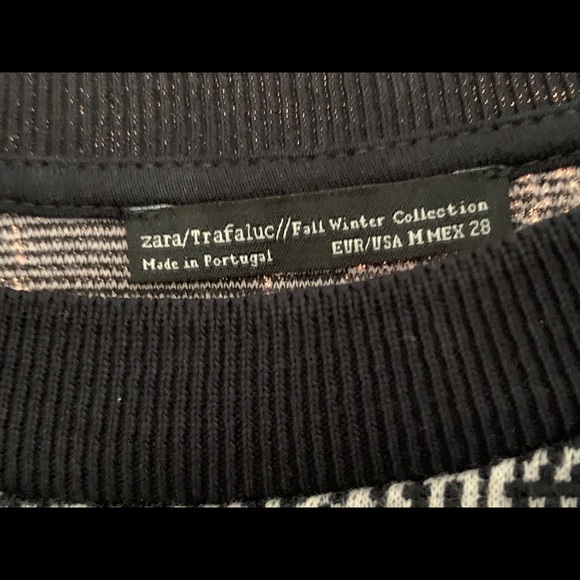 zara/Trafaluc//Fall Winter Collection
Made in Portugal EUR/USA M MEX 28